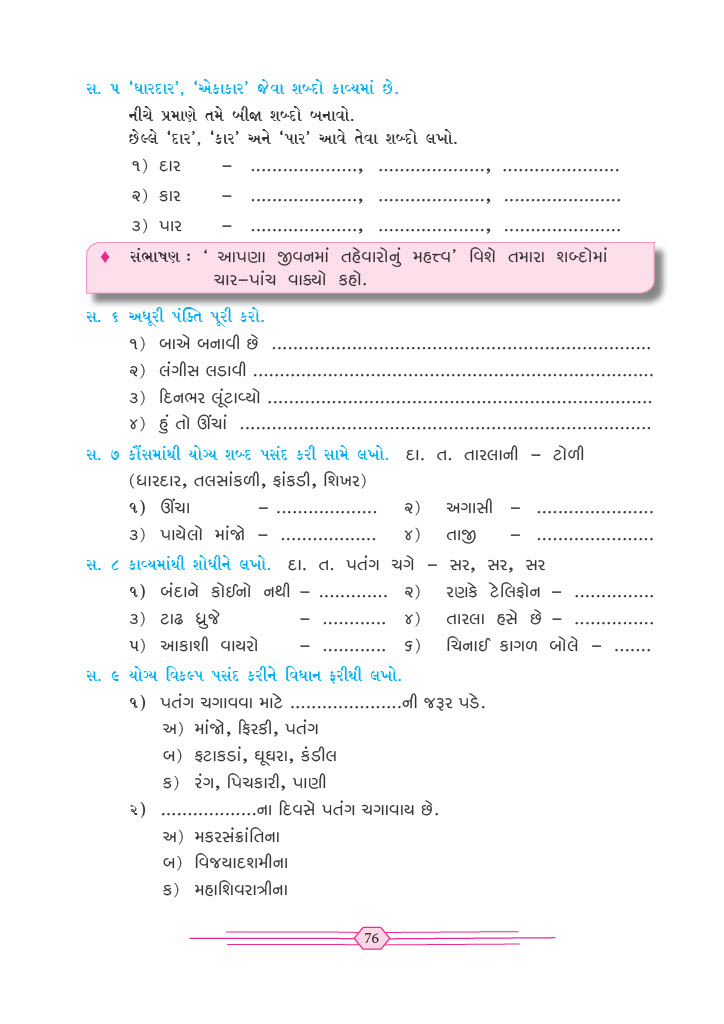 સ. ૫ ‘ધારદાર’, ‘એકાકાર’ જેવા શબ્દો કાવ્યમાં છે.
નીચે પ્રમાણે તમે બીજા શબ્દો બનાવો.
છેલ્લે ‘દાર’, ‘કાર’ અને ‘પાર’ આવે તેવા શબ્દો લખો.
૧) દાર – ...................., ...................., ......................
૨) કાર – ...................., ...................., ......................
૩) પાર – ...................., ...................., ......................
♦ સંભાષણ : ‘ આપણા જીવનમાં તહેવારોનું મહત્ત્વ’ વિશે તમારા શબ્દોમાં
ચાર–પાંચ વાક્યો કહો.
સ. ૬ અધૂરી પંક્તિ પૂરી કરો.
૧) બાએ બનાવી છે .......................................................................
૨) લંગીસ લડાવી ...........................................................................
૩) દિનભર લૂંટાવ્યો ........................................................................
૪) હું તો ઊંચાં .............................................................................
સ. ૭ કૌંસમાંથી યોગ્ય શબ્દ પસંદ કરી સામે લખો. દા. ત. તારલાની – ટોળી
(ધારદાર, તલસાંકળી, ફાંકડી, શિખર)
૧) ઊંચા – ................... ૨) અગાસી – ......................
૩) પાયેલો માંજો – .................. ૪) તાજી – ......................
સ. ૮ કાવ્યમાંથી શોધીને લખો. દા. ત. પતંગ ચગે – સર, સર, સર
૧) બંદાને કોઈનો નથી – ............. ૨) રણકે ટેલિફોન – ...............
૩) ટાઢ ધ્રુજે – ............ ૪) તારલા હસે છે – ...............
૫) આકાશી વાયરો – ............ ૬) ચિનાઈ કાગળ બોલે – .......
સ. ૯ યોગ્ય વિકલ્પ પસંદ કરીને વિધાન ફરીથી લખો.
૧) પતંગ ચગાવવા માટે .....................ની જરૂર પડે.
અ) માંજો, ફિરકી, પતંગ
બ) ફટાકડાં, ઘૂઘરા, કંડીલ
ક) રંગ, પિચકારી, પાણી
૨) ..................ના દિવસે પતંગ ચગાવાય છે.
અ) મકરસંક્રાંતિના
બ) વિજયાદશમીના
ક) મહાશિવરાત્રીના
76